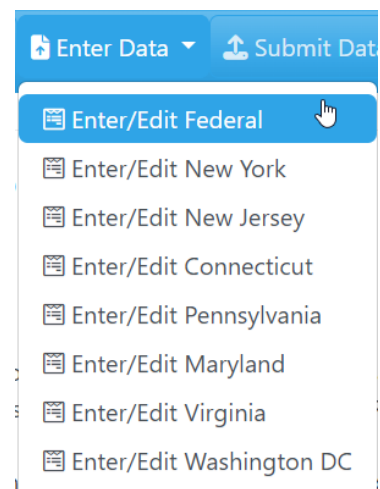 Enter Data Submit Dat
Enter/Edit Federal
Enter/Edit New York
Enter/Edit New Jersey
Enter/Edit Connecticut
Enter/Edit Pennsylvania
Enter/Edit Maryland
Enter/Edit Virginia
Enter/Edit Washington DC